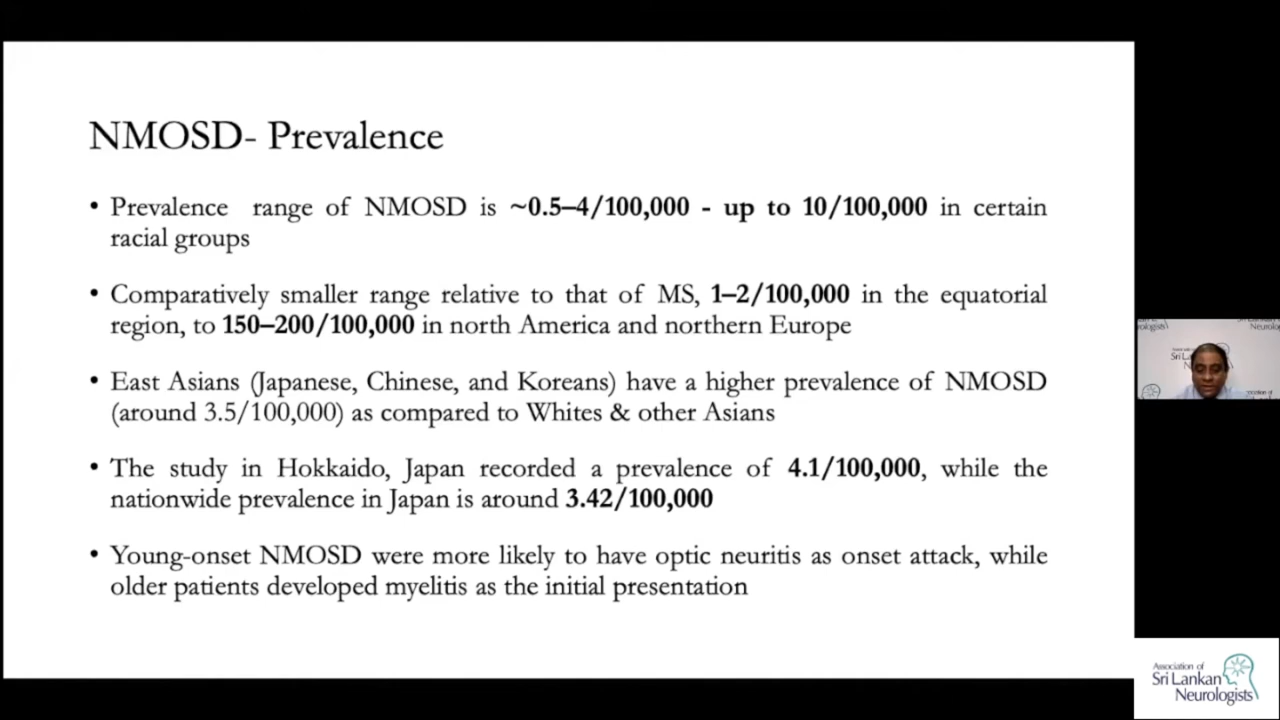 NMOSD- Prevalence
• Prevalence range of NMOSD is ~0.5–4/100,000 - up to 10/100,000 in certain
racial groups
• Comparatively smaller range relative to that of MS, 1–2/100,000 in the equatorial
region, to 150–200/100,000 in north America and northern Europe
• East Asians (Japanese, Chinese, and Koreans) have a higher prevalence of NMOSD
(around 3.5/100,000) as compared to Whites & other Asians
• The study in Hokkaido, Japan recorded a prevalence of 4.1/100,000, while the
nationwide prevalence in Japan is around 3.42/100,000
• Young-onset NMOSD were more likely to have optic neuritis as onset attack, while
older patients developed myelitis as the initial presentation
Association of
Sri Lankan
Neurologists